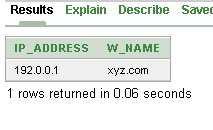 Results Explain Describe Saved
IP_ADDRESS W_NAME
192.0.0.1 xyz.com
1 rows returned in 0.06 seconds